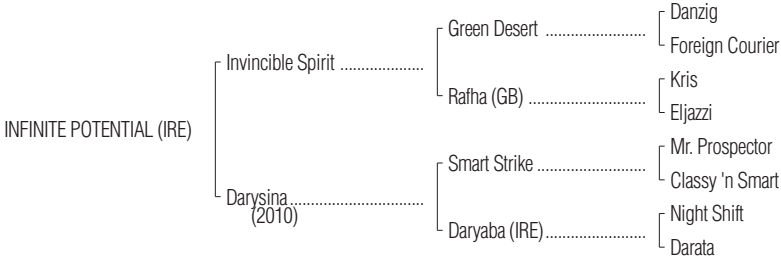 Danzig
Green Desert ........................
Foreign Courier
Invincible Spirit ....................
Kris
Rafha (GB) ............................
Eljazzi
INFINITE POTENTIAL (IRE)
Mr. Prospector
Smart Strike ..........................
Classy 'n Smart
Darysina ................................
(2010)
Night Shift
Daryaba (IRE) ........................
Darata